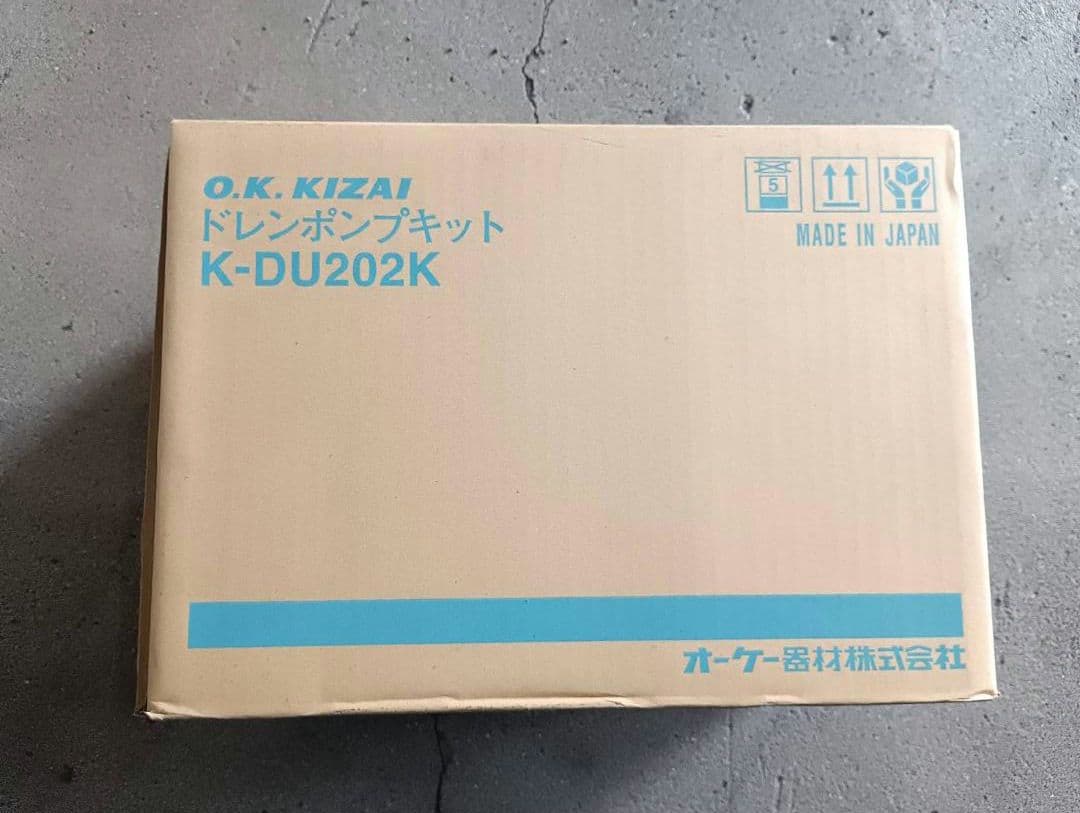 O.K. KIZAI
ドレンポンプキット
K-DU202K
5
MADE IN JAPAN
オーケー器材株式会社